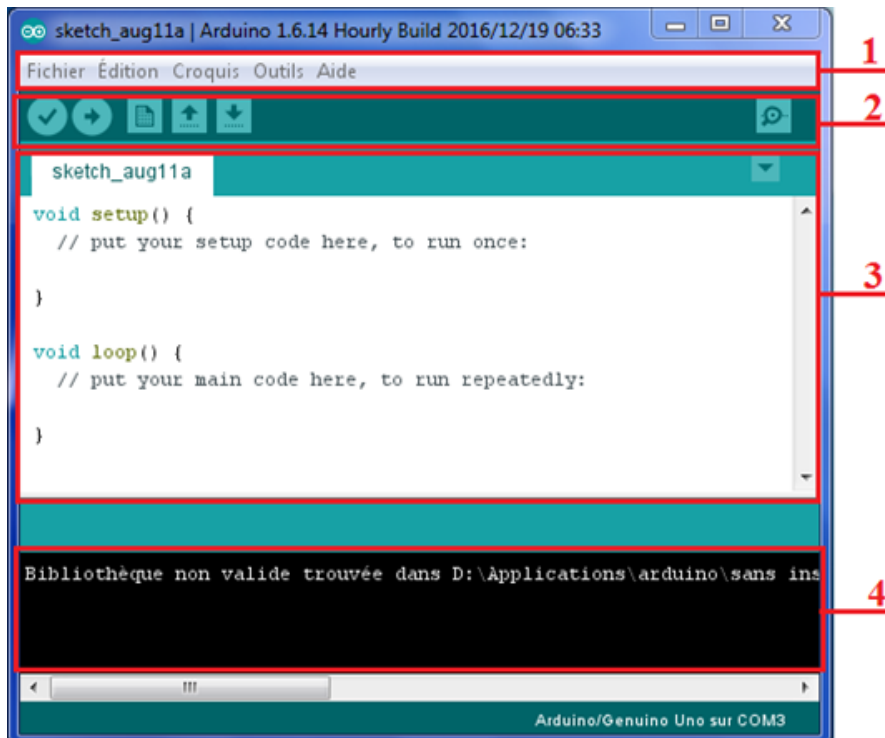 sketch_aug11a | Arduino 1.6.14 Hourly Build 2016/12/19 06:33
Fichier Édition Croquis Outils Aide
1
2
sketch_aug11a
void setup() {
// put your setup code here, to run once:
}
3
void loop() {
// put your main code here, to run repeatedly:
}
Bibliothèque non valide trouvée dans D:\Applications\arduino\sans ins
4
Arduino/Genuino Uno sur COM3